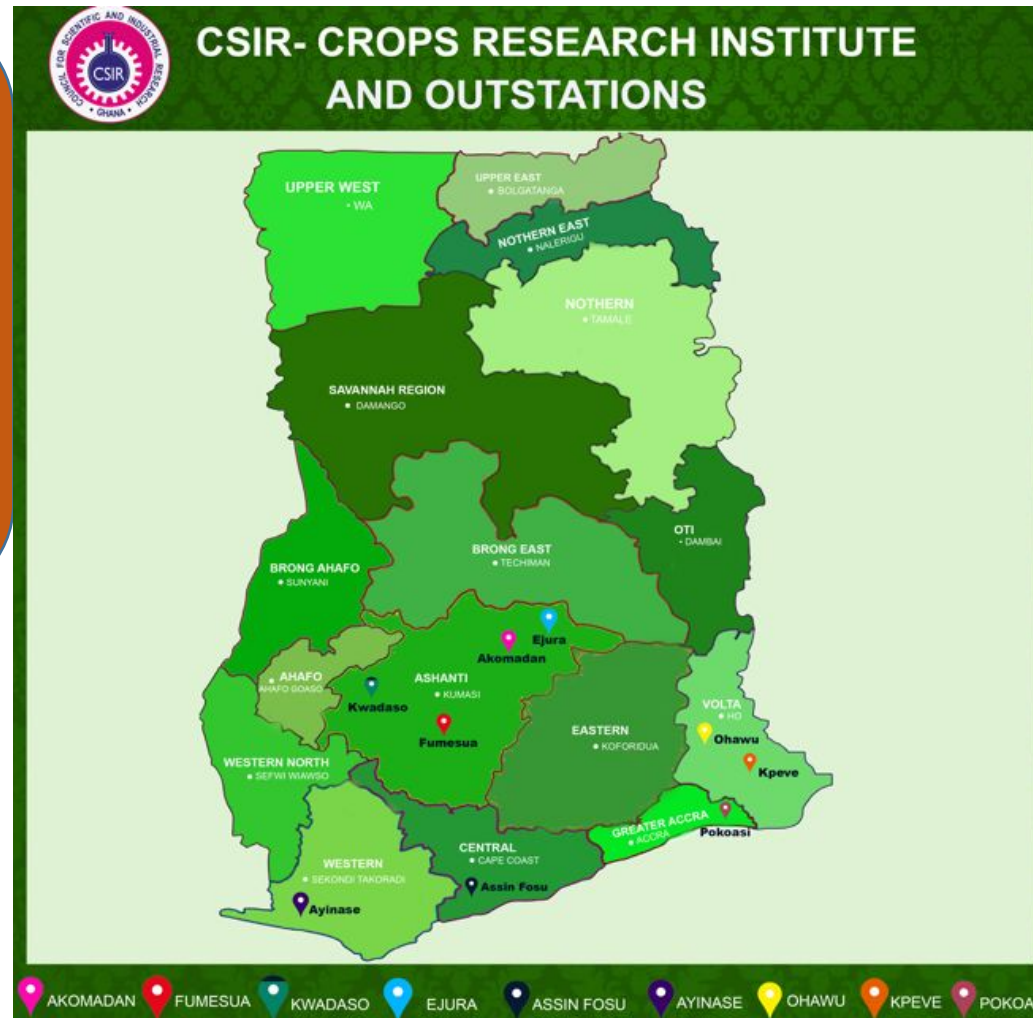 COUNCIL FOR SCIENTIFIC AND INDUSTRIAL RESEARCH
CSIR
• GHANA •
CSIR- CROPS RESEARCH INSTITUTE
AND OUTSTATIONS
UPPER WEST
WA
UPPER EAST
BOLGATANGA
NOTHERN EAST
NALERIGU
NOTHERN
TAMALE
SAVANNAH REGION
DAMANGO
OTI
DAMBAI
BRONG EAST
TECHIMAN
BRONG AHAFO
SUNYANI
Ejura
Akomadan
AHAFO
AHAFO GOASO
ASHANTI
KUMASI
Kwadaso
Fumesua
EASTERN
KOFORIDUA
VOLTA
HO
Ohawu
Kpeve
WESTERN NORTH
SEFWI WIAWSO
GREATER ACCRA
ACCRA
Pokoasi
CENTRAL
CAPE COAST
Assin Fosu
WESTERN
SEKONDI TAKORADI
Ayinase
AKOMADAN FUMESUA KWADASO EJURA ASSIN FOSU AYINASE OHAWU KPEVE POKOA